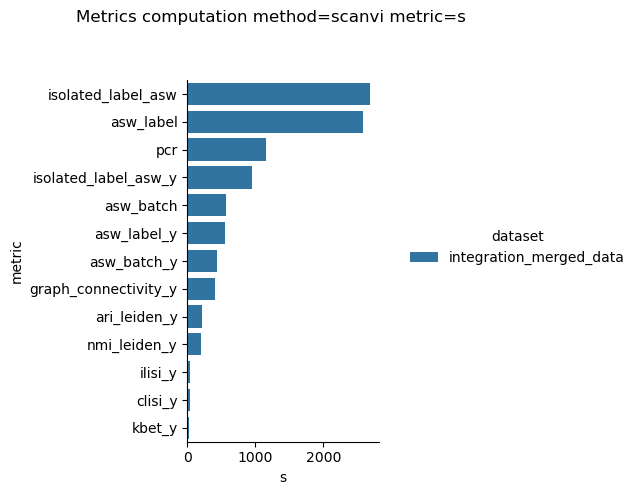 Metrics computation method=scanvi metric=s
isolated_label_asw
asw_label
pcr
isolated_label_asw_y
asw_batch
asw_label_y
asw_batch_y
graph_connectivity_y
ari_leiden_y
nmi_leiden_y
ilisi_y
clisi_y
kbet_y
metric
0 1000 2000
s
dataset
integration_merged_data